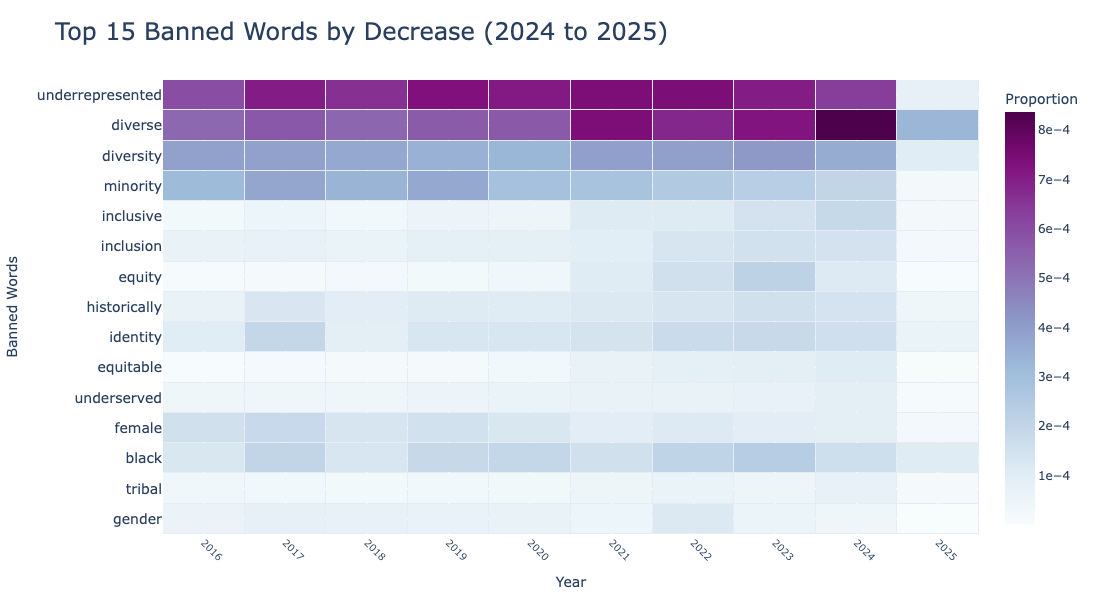 Top 15 Banned Words by Decrease (2024 to 2025)
Banned Words
underrepresented
diverse
diversity
minority
inclusive
inclusion
equity
historically
identity
equitable
underserved
female
black
tribal
gender
2016 2017 2018 2019 2020 2021 2022 2023 2024 2025
Year
Proportion
8e−4
7e−4
6e−4
5e−4
4e−4
3e−4
2e−4
1e−4